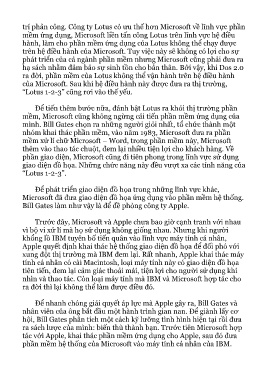 trí phán công. Công ty Lotus có ưu thế hơn Microsoft về lĩnh vực phần
mềm ứng dụng, Microsoft liền tấn công Lotus trên lĩnh vực hệ điều
hành, làm cho phần mềm ứng dụng của Lotus không thể chạy được
trên hệ điều hành của Microsoft. Tuy việc này sẽ không có lợi cho sự
phát triển của cả ngành phần mềm nhưng Microsoft cũng phải đưa ra
hạ sách nhằm đảm bảo sự sinh tồn cho bản thân. Bởi vậy, khi Dos 2.0
ra đời, phần mềm của Lotus không thể vận hành trên hệ điều hành
của Microsoft. Sau khi hệ điều hành này được đưa ra thị trường,
"Lotus 1-2-3" cũng rơi vào thế yếu.
Để tiến thêm bước nữa, đánh bật Lotus ra khỏi thị trường phần
mềm, Microsoft cũng không ngừng cải tiến phần mềm ứng dụng của
mình. Bill Gates chọn ra những người giỏi nhất, tổ chức thành một
nhóm khai thác phần mềm, vào năm 1983, Microsoft đưa ra phần
mềm xử lí chữ Microsoft – Word, trong phần mềm này, Microsoft
thêm vào thao tác chuột, đem lại nhiều tiện lợi cho khách hàng. Về
phần giao diện, Microsoft cũng đi tiên phong trong lĩnh vực sử dụng
giao diện đồ họa. Những chức năng này đều vượt xa các tính năng của
"Lotus 1-2-3".
Để phát triển giao diện đồ họa trong những lĩnh vực khác,
Microsoft đã đưa giao diện đồ họa ứng dụng vào phần mềm hệ thống.
Bill Gates làm như vậy là để đề phòng công ty Apple.
Trước đây, Microsoft và Apple chưa bao giờ cạnh tranh với nhau
vì bộ vi xử lí mà họ sử dụng không giống nhau. Nhưng khi người
khổng lồ IBM tuyên bố tiến quân vào lĩnh vực máy tính cá nhân,
Apple quyết định khai thác hệ thống giao diện đồ họa để đối phó với
xung đột thị trường mà IBM đem lại. Rất nhanh, Apple khai thác máy
tính cá nhân có cái Macintosh, loại máy tính này có giao diện đồ họa
tiên tiến, đem lại cảm giác thoải mái, tiện lợi cho người sử dụng khi
nhìn và thao tác. Còn loại máy tính mà IBM và Microsoft hợp tác cho
ra đời thì lại không thể làm được điều đó.
Để nhanh chóng giải quyết áp lực mà Apple gây ra, Bill Gates và
nhân viên của ông bắt đầu một hành trình gian nan. Để giành lấy cơ
hội, Bill Gates phân tích một cách kỹ lưỡng tình hình hiện tại rồi đưa
ra sách lược của mình: biến thù thành bạn. Trước tiên Microsoft hợp
tác với Apple, khai thác phần mềm ứng dụng cho Apple, sau đó đưa
phần mềm hệ thống của Microsoft vào máy tính cá nhân của IBM.